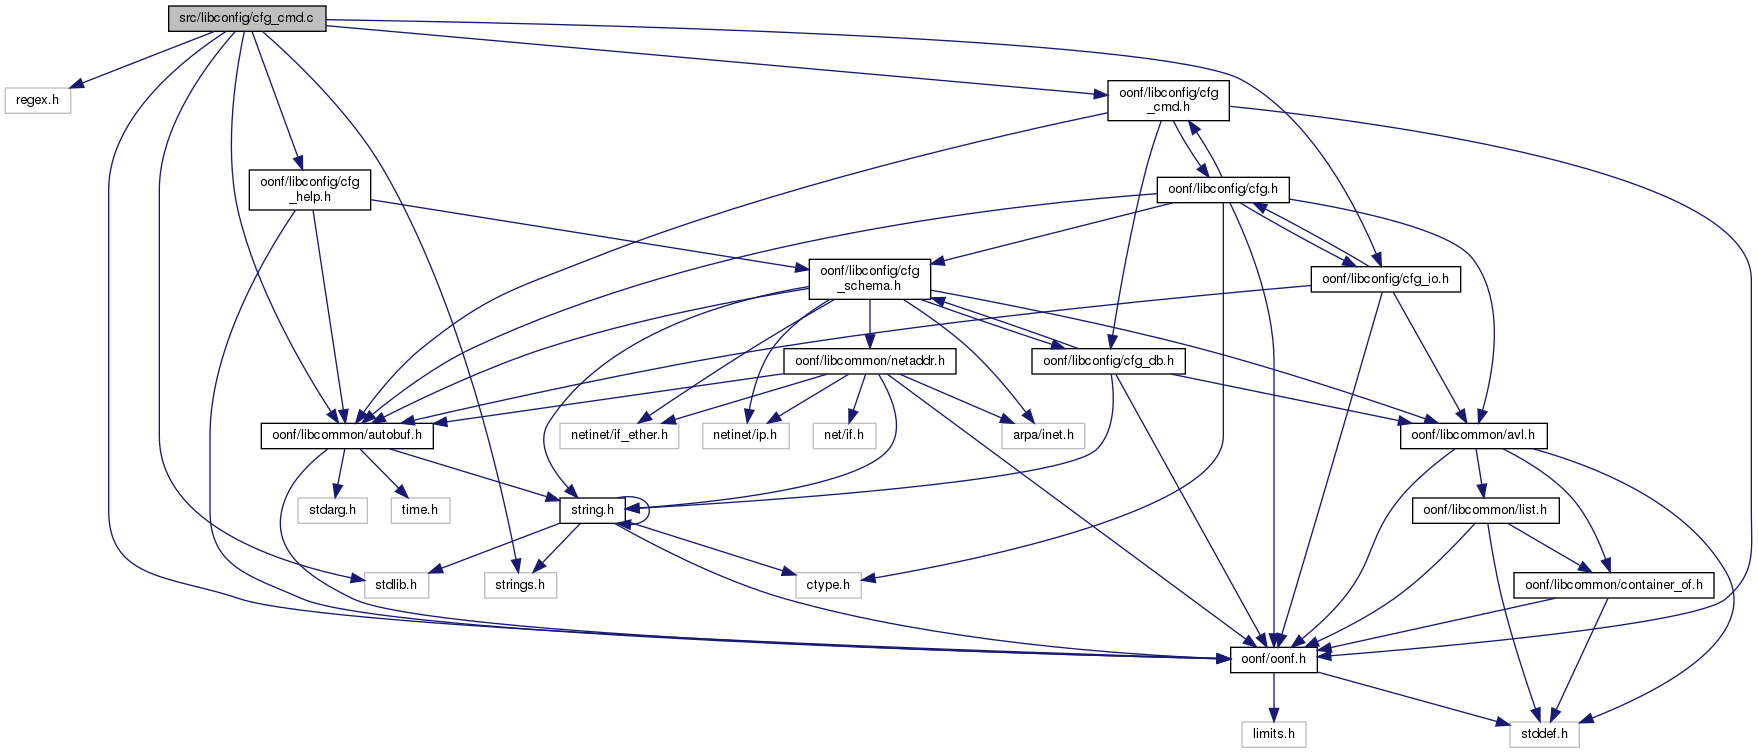 src/libconfig/cfg_cmd.c
regex.h
oonf/libconfig/cfg
_cmd.h
oonf/libconfig/cfg
_help.h
oonf/libconfig/cfg.h
oonf/libconfig/cfg
_schema.h
oonf/libconfig/cfg_io.h
oonf/libcommon/netaddr.h
oonf/libconfig/cfg_db.h
oonf/libcommon/autobuf.h
netinet/if_ether.h
netinet/ip.h
net/if.h
arpa/inet.h
oonf/libcommon/avl.h
stdarg.h
time.h
string.h
oonf/libcommon/list.h
stdlib.h
strings.h
ctype.h
oonf/libcommon/container_of.h
oonf/oonf.h
limits.h
stddef.h